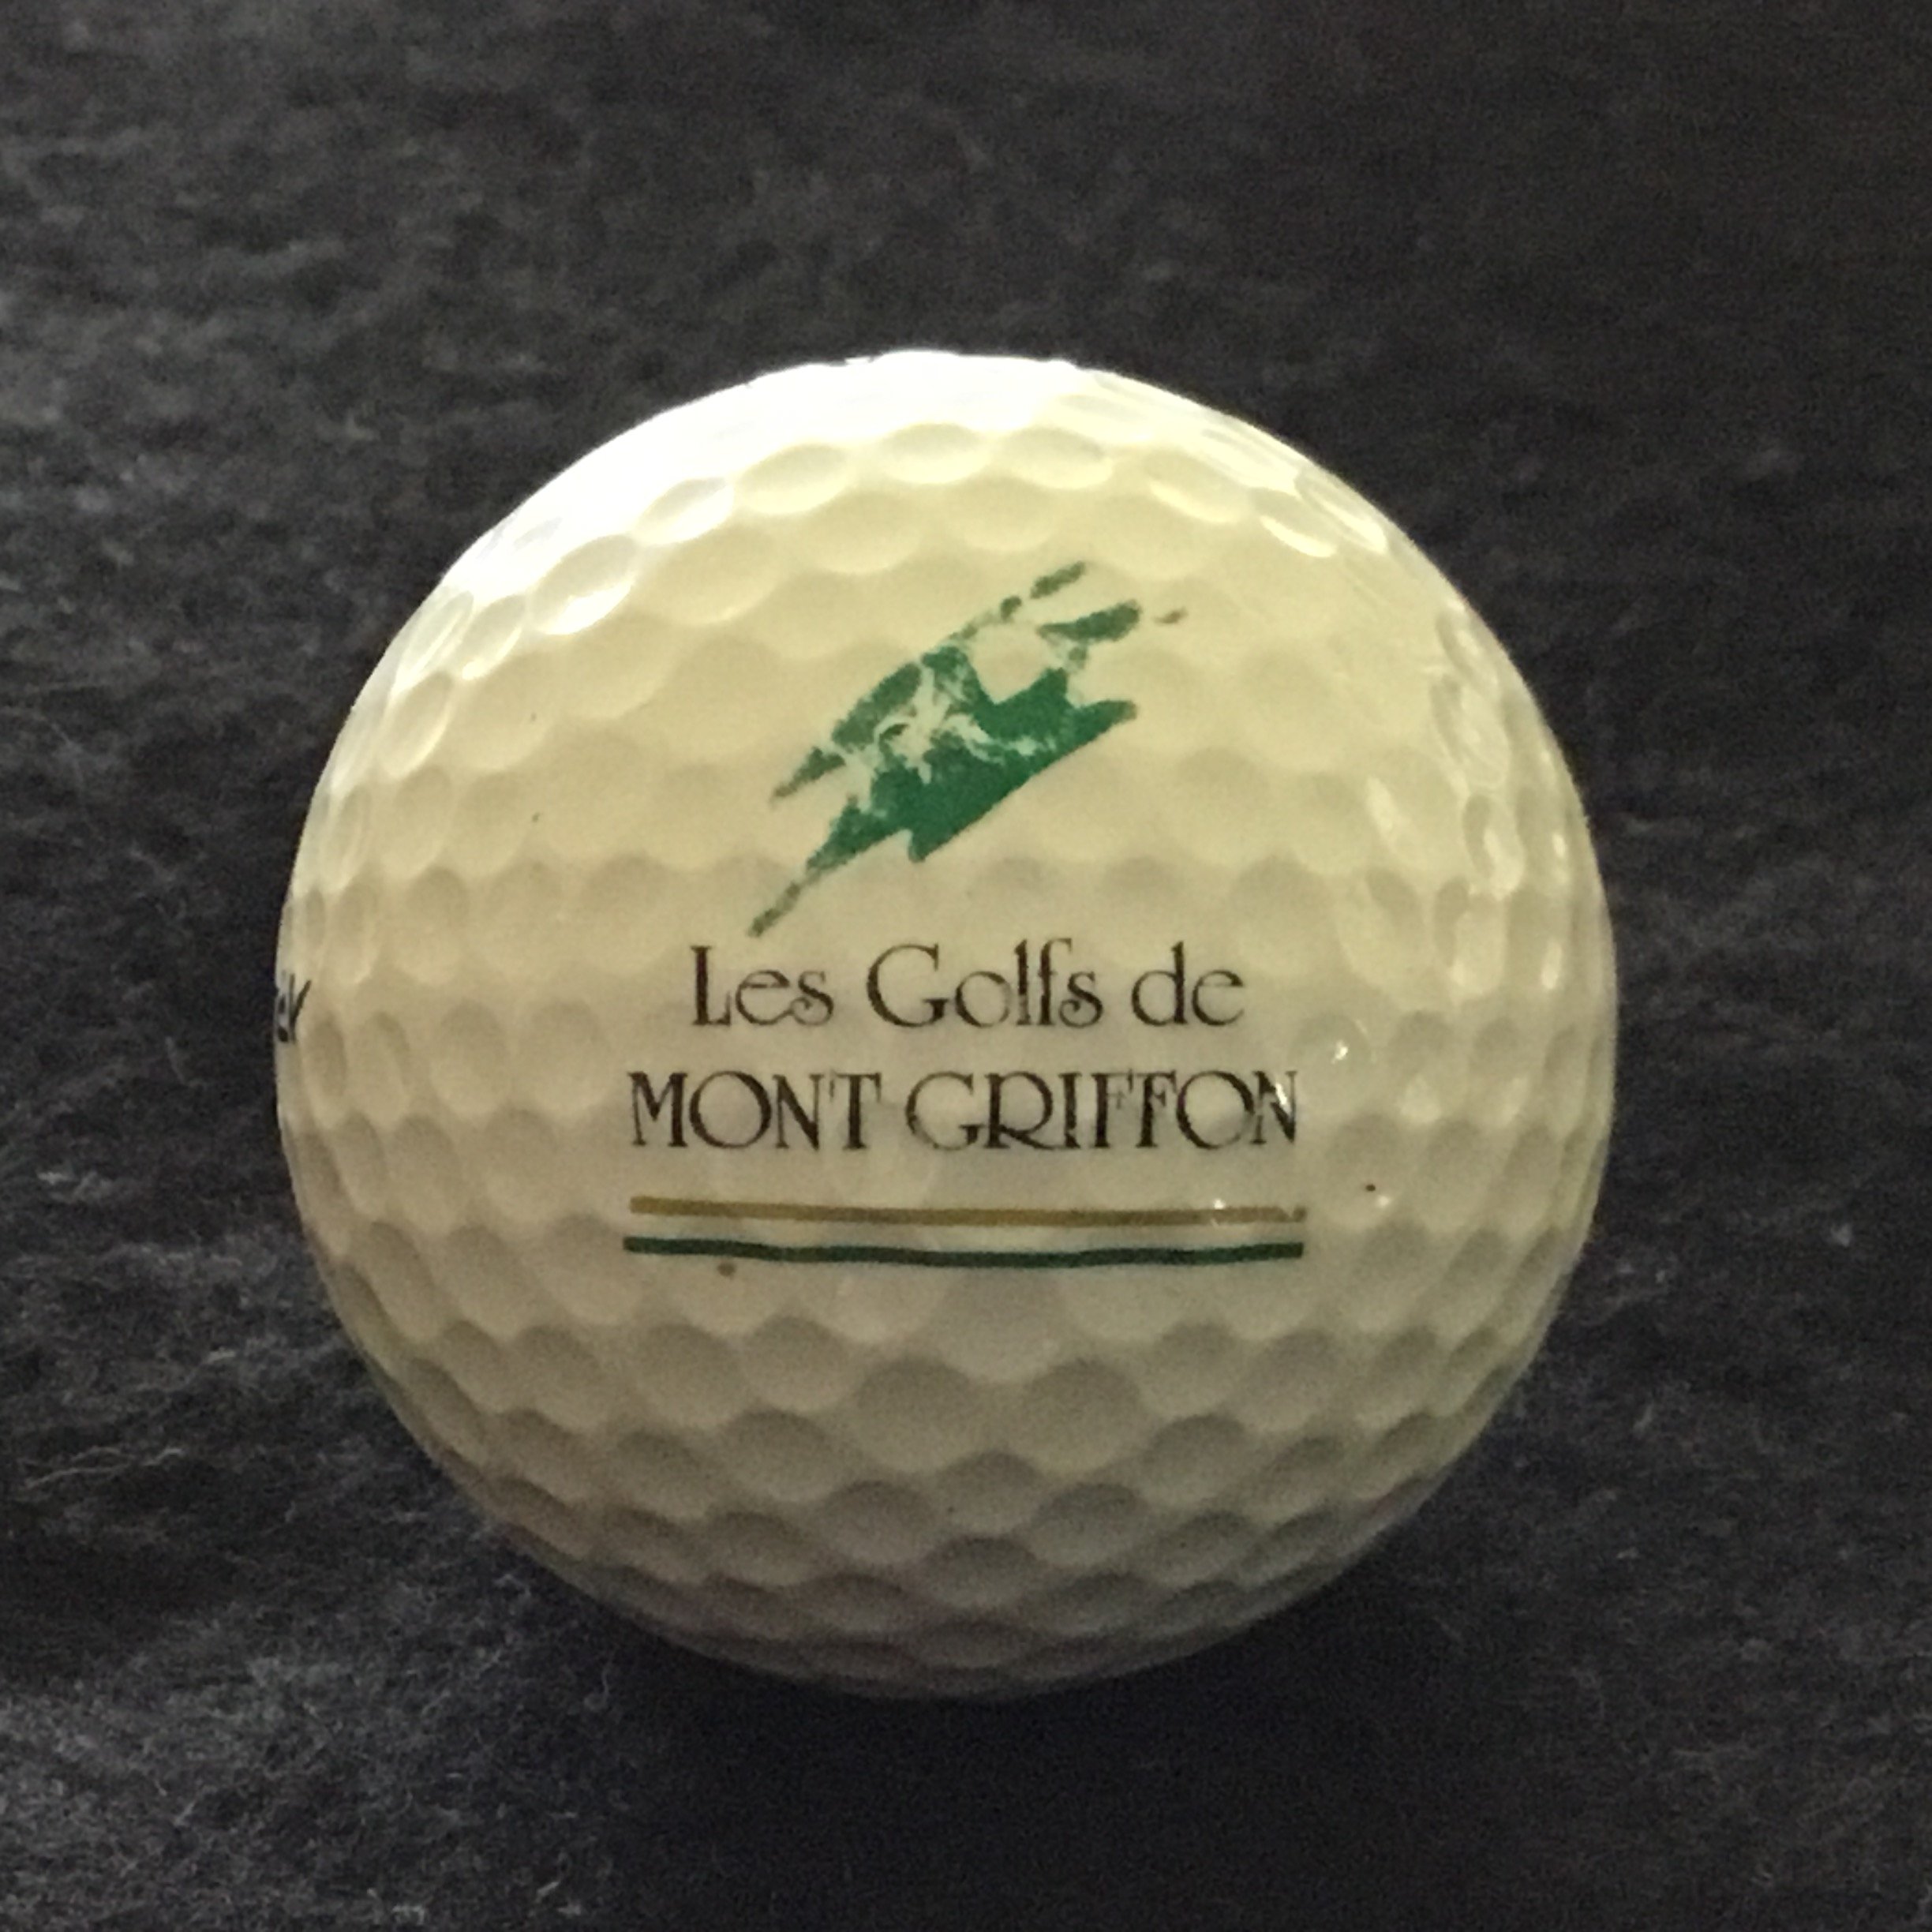 Les Golfs de
MONT GRIFFON